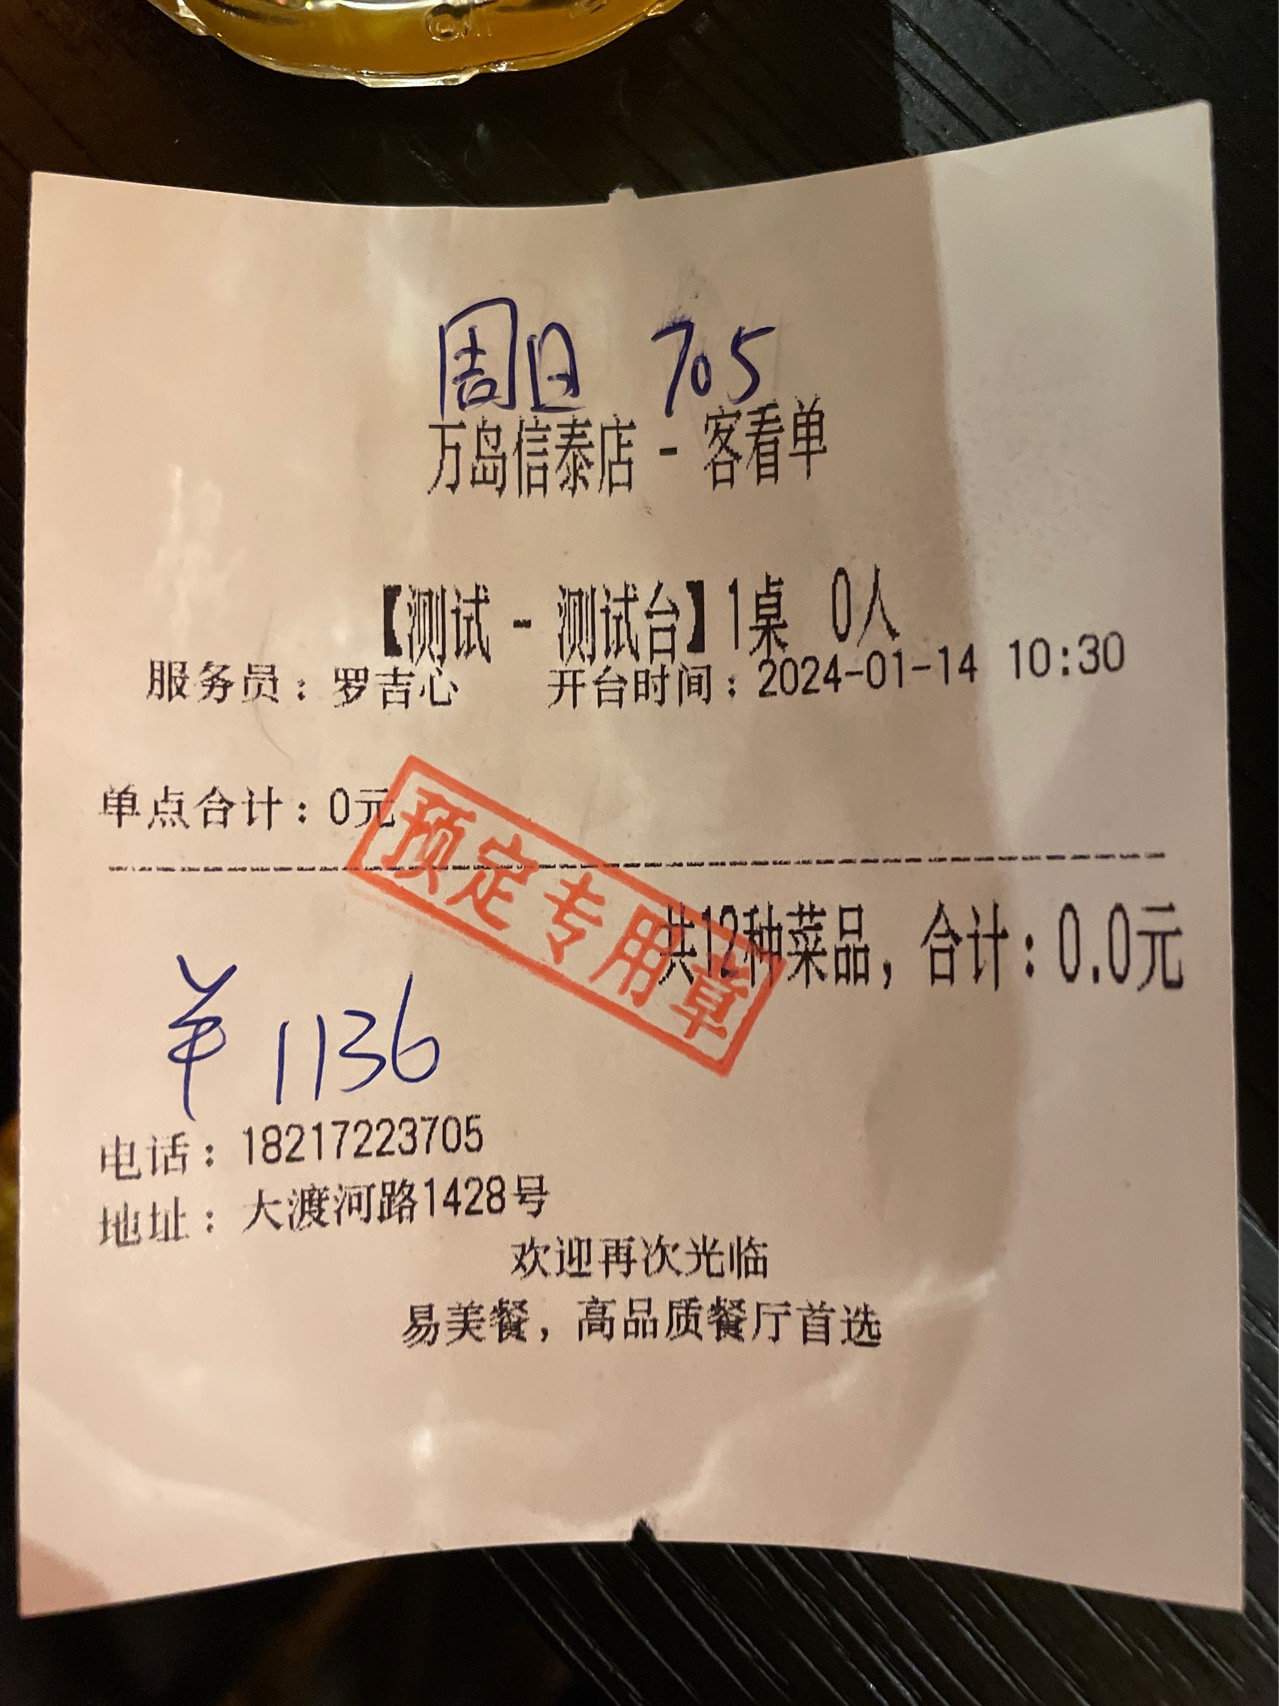 周日 705
万岛信泰店 - 客看单
【测试 - 测试台】1桌 0人
服务员：罗吉心 开台时间：2024-01-14 10:30
单点合计：0元
预定专用章
共12种菜品，合计：0.0元
¥ 1136
电话：18217223705
地址：大渡河路1428号
欢迎再次光临
易美餐，高品质餐厅首选